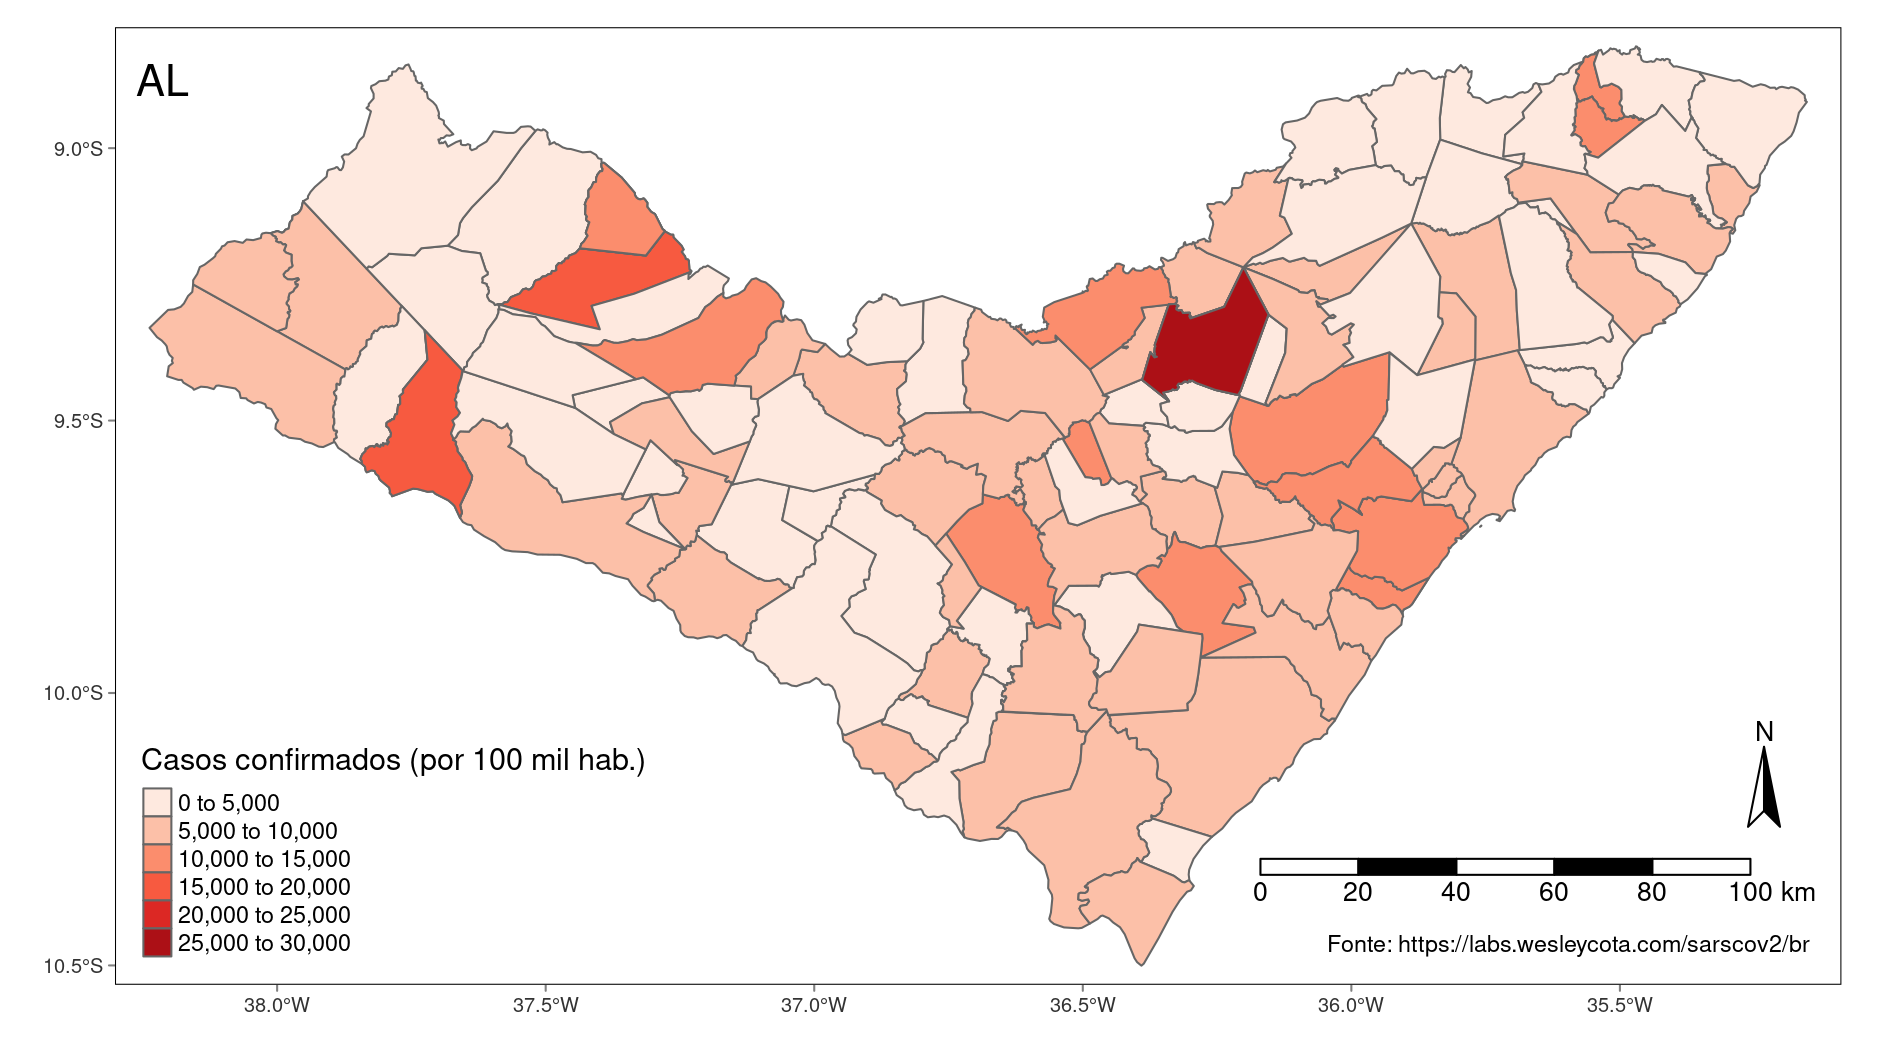 AL
9.0°S
9.5°S
10.0°S
10.5°S
38.0°W
37.5°W
37.0°W
36.5°W
36.0°W
35.5°W
Casos confirmados (por 100 mil hab.)
0 to 5,000
5,000 to 10,000
10,000 to 15,000
15,000 to 20,000
20,000 to 25,000
25,000 to 30,000
N
0 20 40 60 80 100 km
Fonte: https://labs.wesleycota.com/sarscov2/br